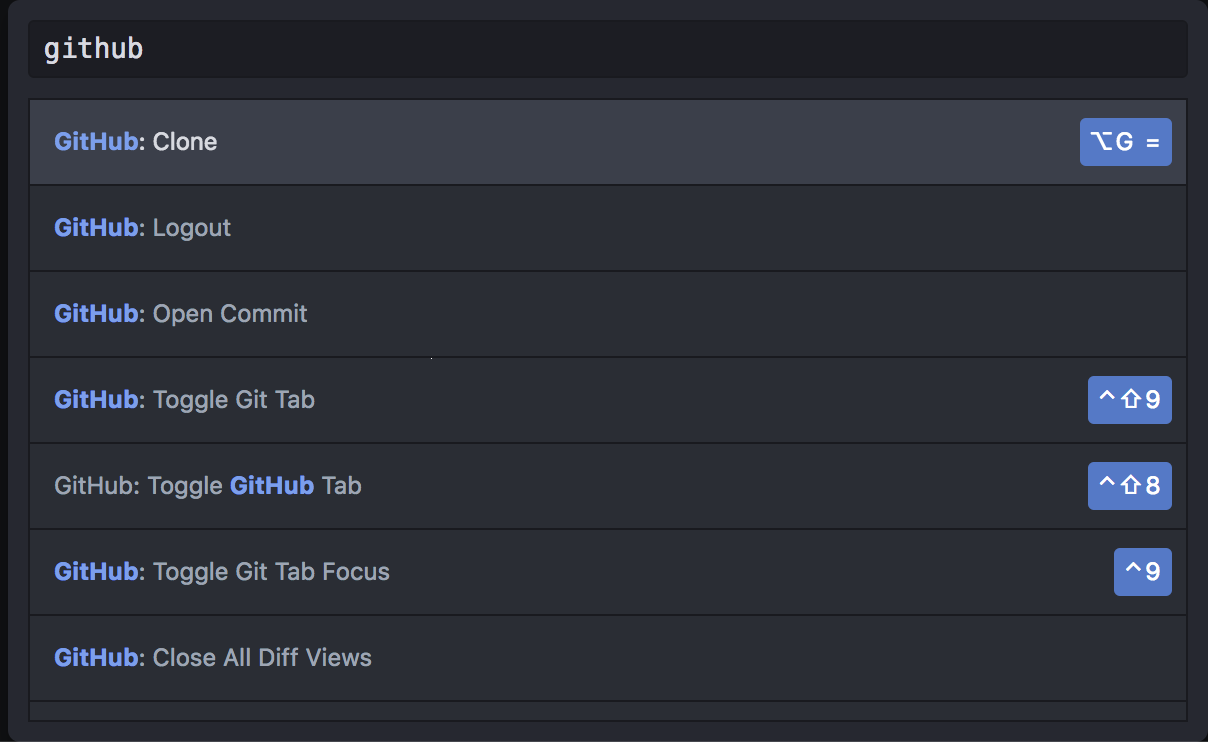 github
GitHub: Clone ⌥G =
GitHub: Logout
GitHub: Open Commit
GitHub: Toggle Git Tab ⌃⇧9
GitHub: Toggle GitHub Tab ⌃⇧8
GitHub: Toggle Git Tab Focus ⌃9
GitHub: Close All Diff Views